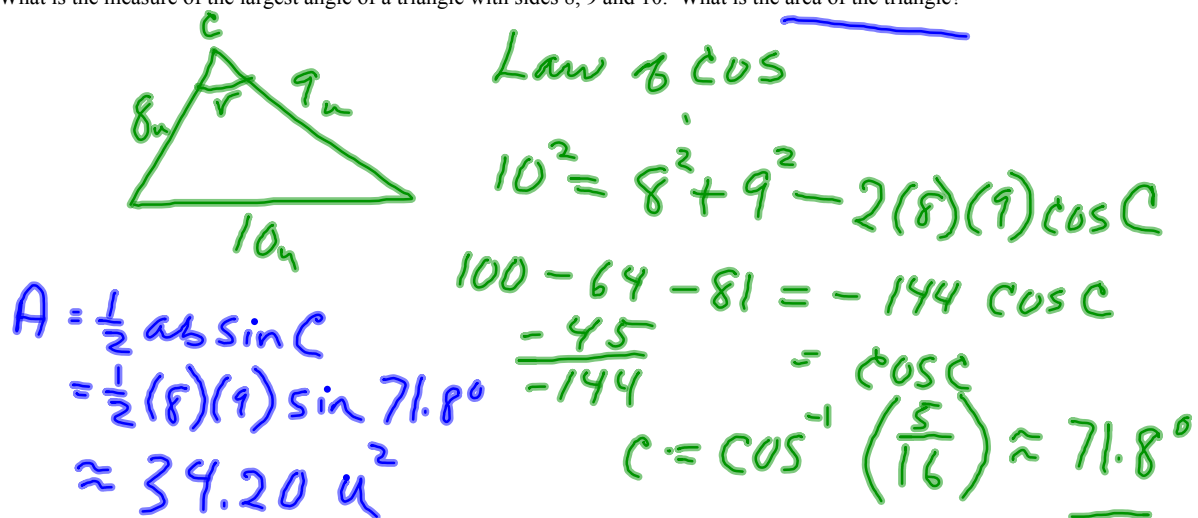 What is the measure of the largest angle of a triangle with sides 8, 9 and 10. What is the area of the triangle?
C
8u
r
9u
10u
Law of cos
10² = 8² + 9² - 2(8)(9)cos C
100 - 64 - 81 = - 144 cos C
-45/-144 = cos C
C = cos⁻¹ (5/16) ≈ 71.8°
A = 1/2 ab sin C
= 1/2 (8)(9) sin 71.8°
≈ 34.20 u²